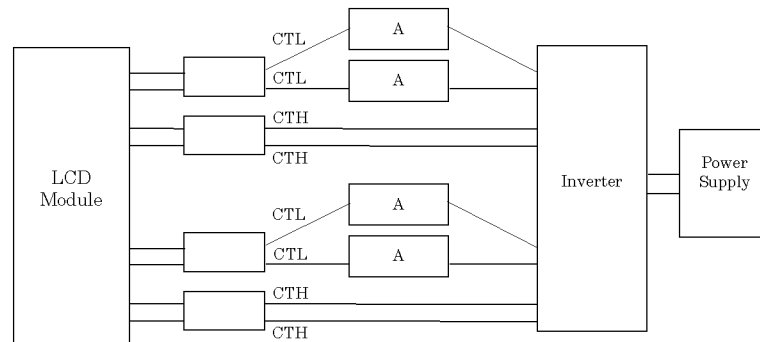 CTL
A
CTL
A
CTH
CTH
LCD
Module
Inverter
Power
Supply
CTL
A
CTL
A
CTH
CTH